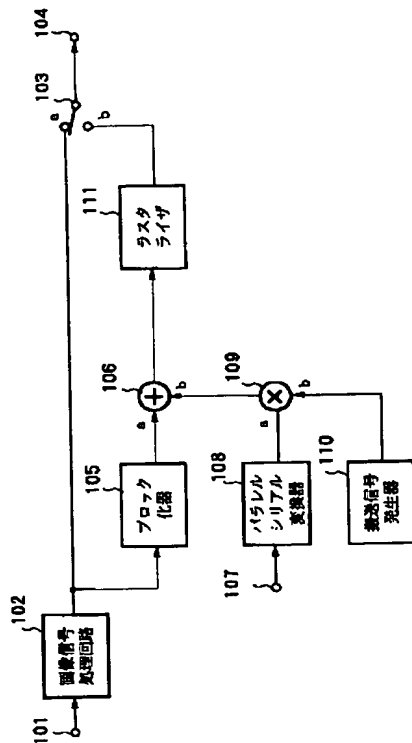 101
102
画像信号
処理回路
a
103
104
b
105
ブロック
化器
a
106
+
b
111
ラスタ
ライザ
107
108
パラレル
シリアル
変換器
a
109
×
b
110
搬送信号
発生器